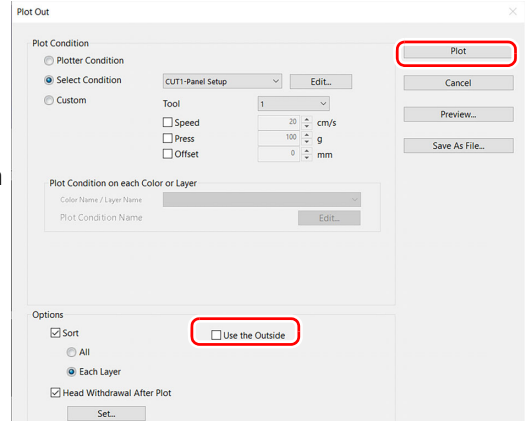 Plot Out
Plot Condition
Plotter Condition
Plot
Select Condition CUT1-Panel Setup Edit...
Cancel
Custom Tool 1
Speed 20 cm/s
Preview...
Press 100 g
Offset 0 mm
Save As File...
Plot Condition on each Color or Layer
Color Name / Layer Name
Plot Condition Name Edit...
Options
Sort Use the Outside
All
Each Layer
Head Withdrawal After Plot
Set...